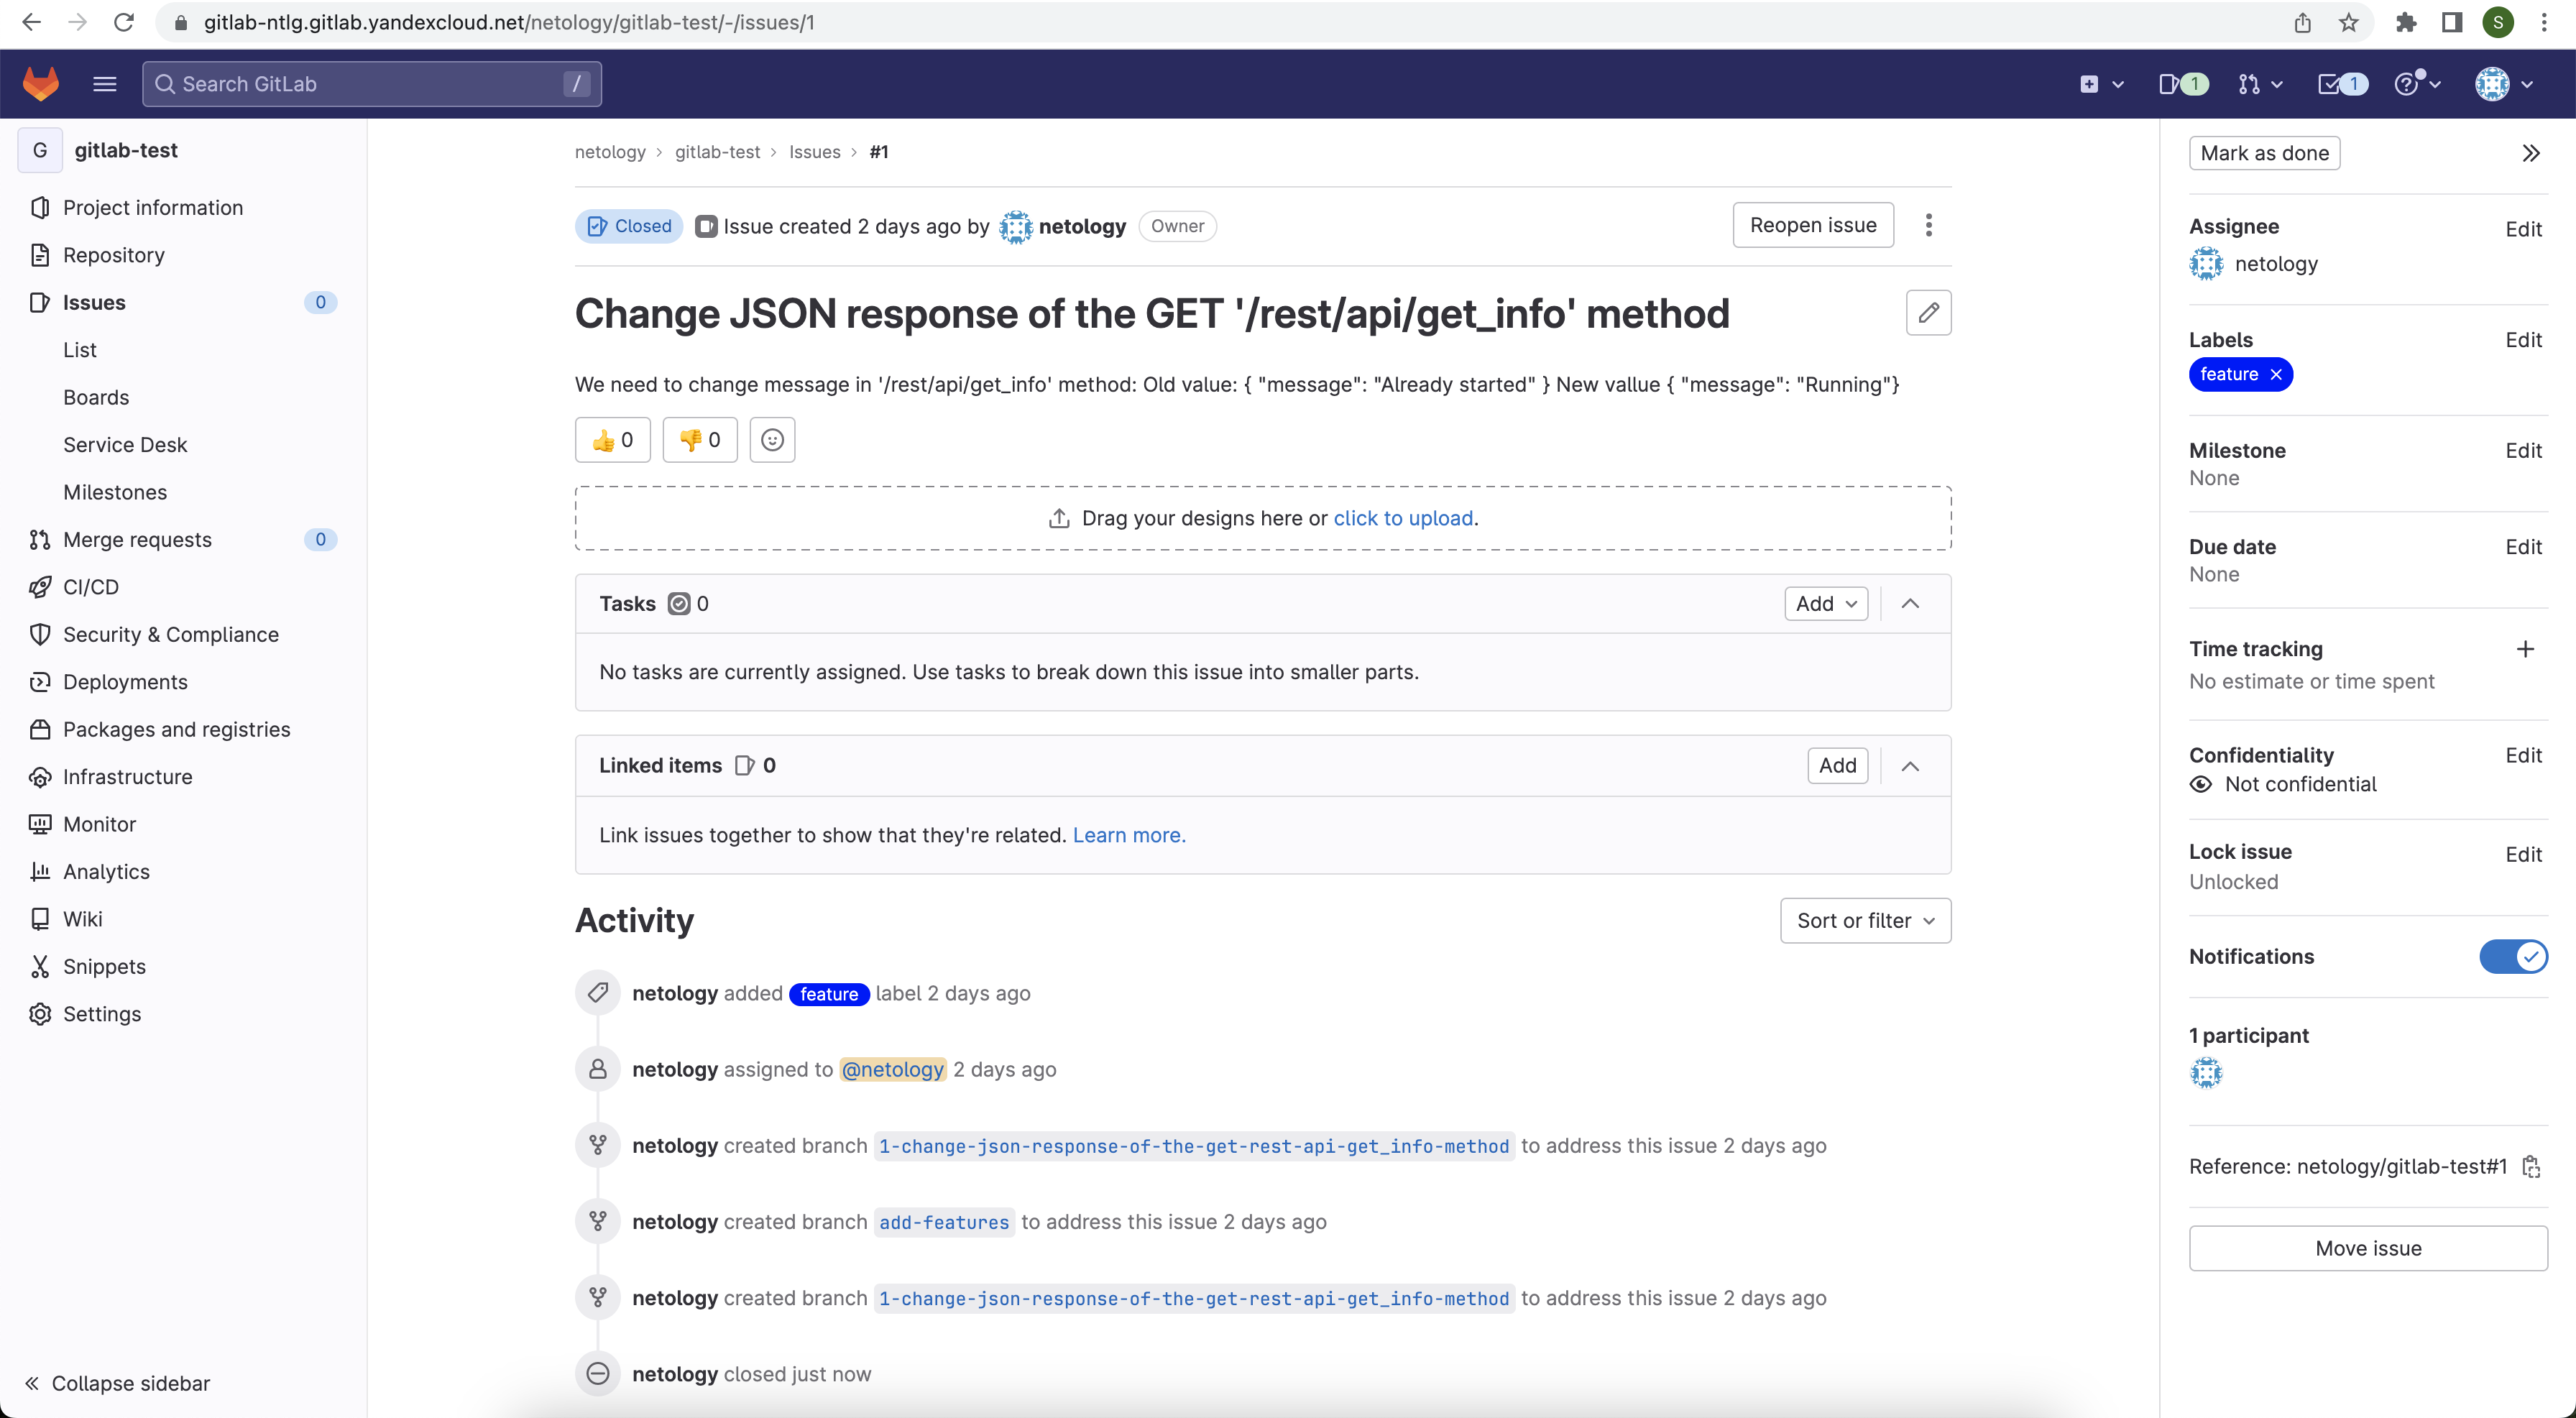 gitlab-ntlg.gitlab.yandexcloud.net/netology/gitlab-test/-/issues/1
S
Search GitLab /
1
1
G gitlab-test
Project information
Repository
Issues 0
List
Boards
Service Desk
Milestones
Merge requests 0
CI/CD
Security & Compliance
Deployments
Packages and registries
Infrastructure
Monitor
Analytics
Wiki
Snippets
Settings
Collapse sidebar
netology > gitlab-test > Issues > #1
Closed Issue created 2 days ago by netology Owner
Reopen issue
Change JSON response of the GET '/rest/api/get_info' method
We need to change message in '/rest/api/get_info' method: Old value: { "message": "Already started" } New vallue { "message": "Running"}
0 0
Drag your designs here or click to upload.
Tasks 0 Add
No tasks are currently assigned. Use tasks to break down this issue into smaller parts.
Linked items 0 Add
Link issues together to show that they're related. Learn more.
Activity Sort or filter
netology added feature label 2 days ago
netology assigned to @netology 2 days ago
netology created branch 1-change-json-response-of-the-get-rest-api-get_info-method to address this issue 2 days ago
netology created branch add-features to address this issue 2 days ago
netology created branch 1-change-json-response-of-the-get-rest-api-get_info-method to address this issue 2 days ago
netology closed just now
Mark as done
Assignee Edit
netology
Labels Edit
feature
Milestone Edit
None
Due date Edit
None
Time tracking
No estimate or time spent
Confidentiality Edit
Not confidential
Lock issue Edit
Unlocked
Notifications
1 participant
Reference: netology/gitlab-test#1
Move issue